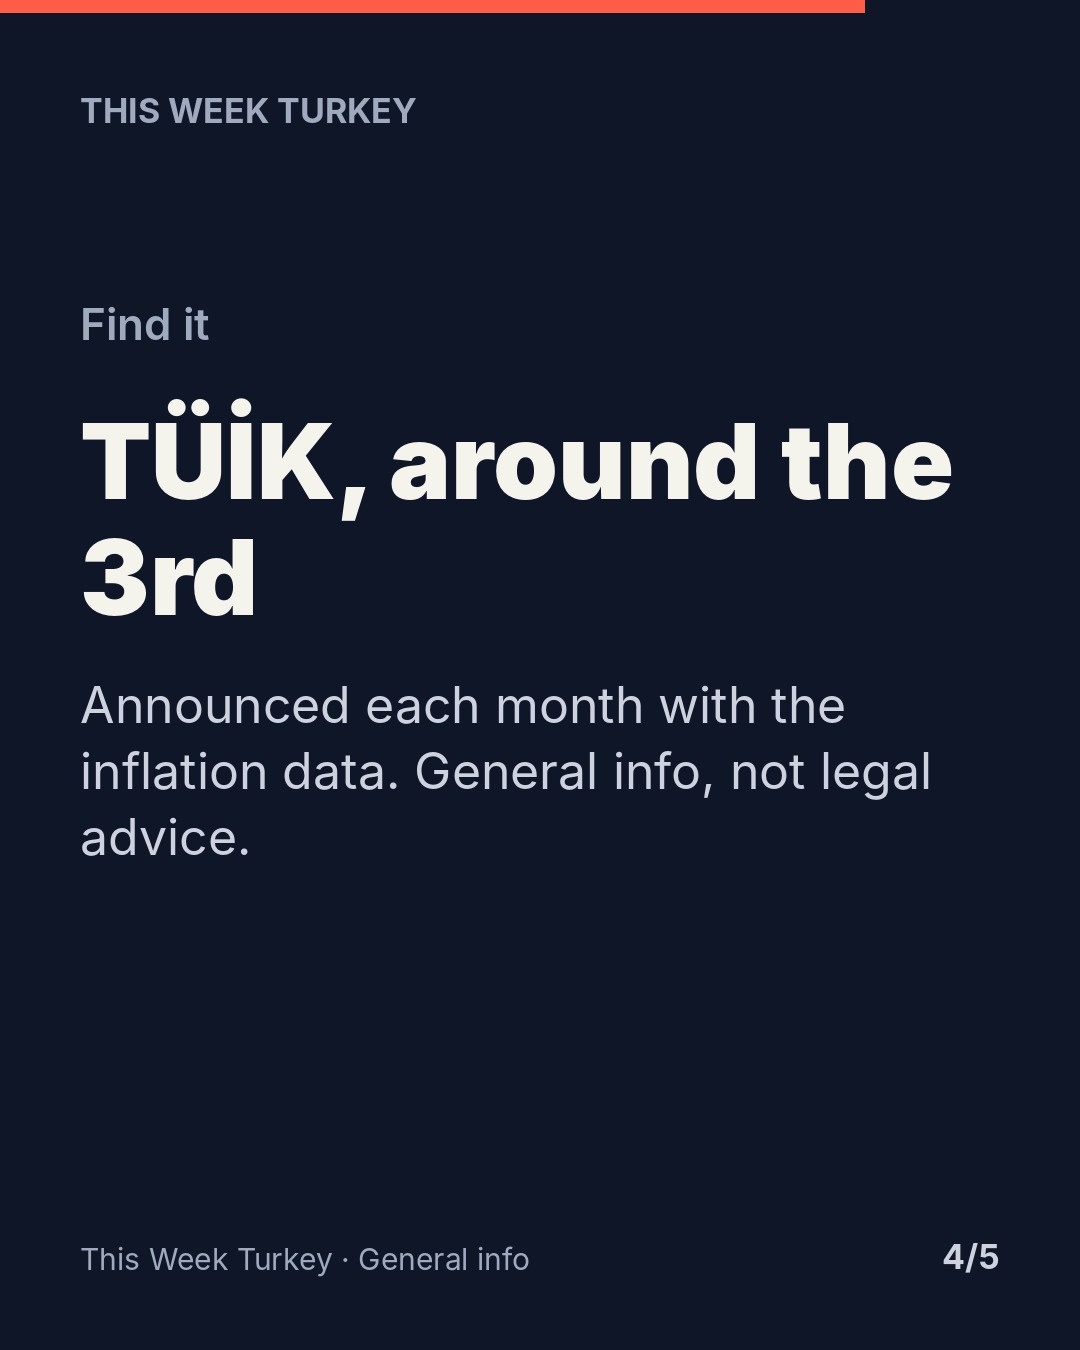 THIS WEEK TURKEY
Find it
TÜİK, around the
3rd
Announced each month with the
inflation data. General info, not legal
advice.
This Week Turkey · General info
4/5